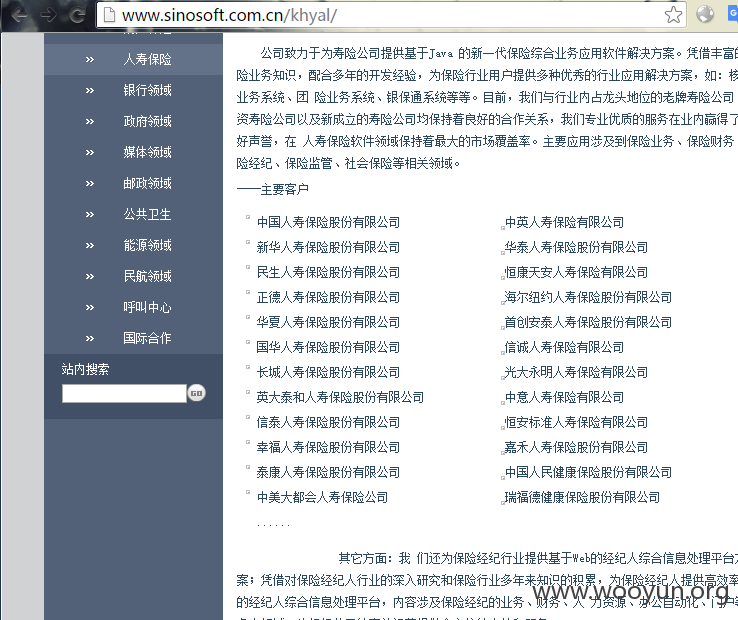 www.sinosoft.com.cn/khyal/
» 人寿保险
» 银行领域
» 政府领域
» 媒体领域
» 邮政领域
» 公共卫生
» 能源领域
» 民航领域
» 呼叫中心
» 国际合作
站内搜索
GO
公司致力于为寿险公司提供基于Java 的新一代保险综合业务应用软件解决方案。凭借丰富的
险业务知识，配合多年的开发经验，为保险行业用户提供多种优秀的行业应用解决方案，如：核
业务系统、团 险业务系统、银保通系统等等。目前，我们与行业内占龙头地位的老牌寿险公司
资寿险公司以及新成立的寿险公司均保持着良好的合作关系，我们专业优质的服务在业内赢得了
好声誉，在 人寿保险软件领域保持着最大的市场覆盖率。主要应用涉及到保险业务、保险财务
险经纪、保险监管、社会保险等相关领域。
——主要客户
中国人寿保险股份有限公司
中英人寿保险有限公司
新华人寿保险股份有限公司
华泰人寿保险股份有限公司
民生人寿保险股份有限公司
恒康天安人寿保险有限公司
正德人寿保险股份有限公司
海尔纽约人寿保险股份有限公司
华夏人寿保险股份有限公司
首创安泰人寿保险股份有限公司
国华人寿保险股份有限公司
信诚人寿保险有限公司
长城人寿保险股份有限公司
光大永明人寿保险有限公司
英大泰和人寿保险股份有限公司
中意人寿保险有限公司
信泰人寿保险股份有限公司
恒安标准人寿保险有限公司
幸福人寿保险股份有限公司
嘉禾人寿保险股份有限公司
泰康人寿保险股份有限公司
中国人民健康保险股份有限公司
中美大都会人寿保险公司
瑞福德健康保险股份有限公司
......
其它方面：我 们还为保险经纪行业提供基于Web的经纪人综合信息处理平台
案；凭借对保险经纪人行业的深入研究和保险行业多年来知识的积累，为保险经纪人提供高效率
的经纪人综合信息处理平台，内容涉及保险经纪的业务、财务、人 力资源、办公自动化、门户
www.wooyun.org